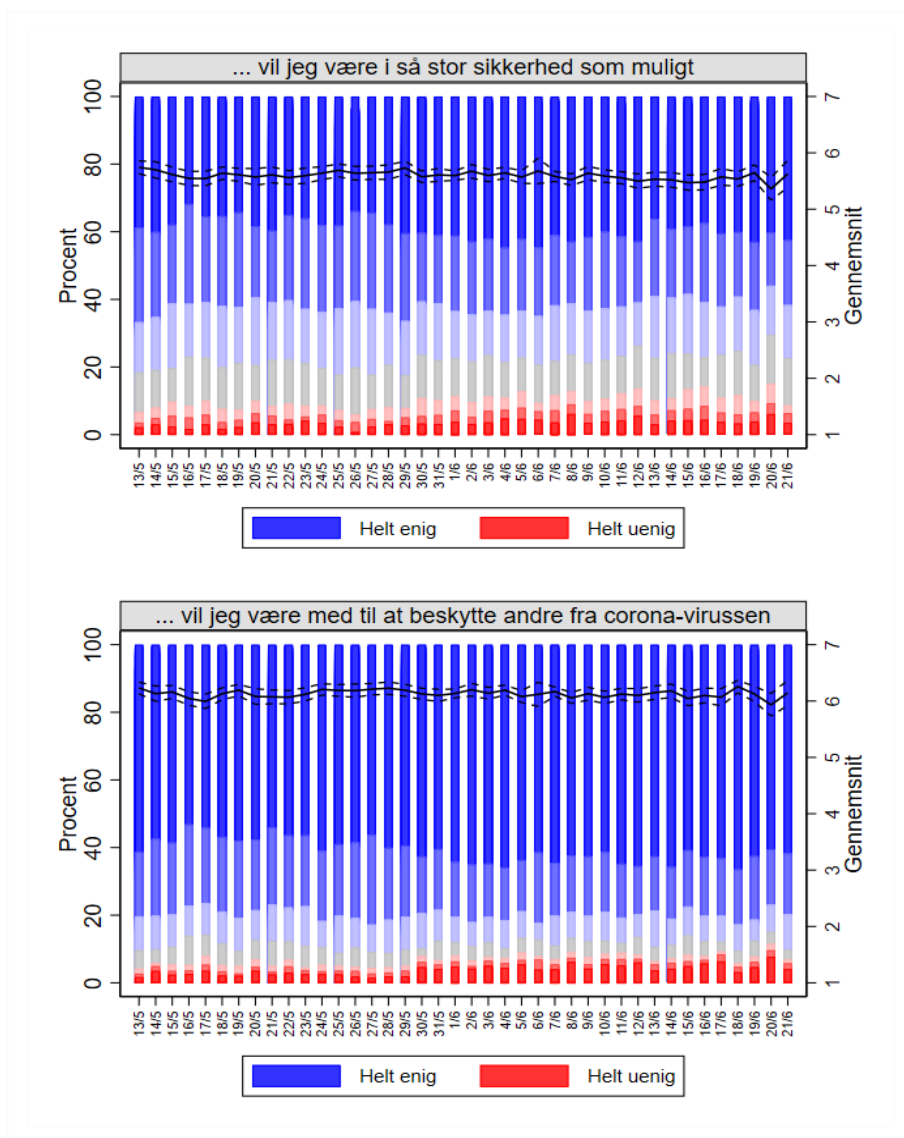 ... vil jeg være i så stor sikkerhed som muligt
Procent
100
80
60
40
20
0
7
6
5
4
3
2
1
Gennemsnit
13/5 14/5 15/5 16/5 17/5 18/5 19/5 20/5 21/5 22/5 23/5 24/5 25/5 26/5 27/5 28/5 29/5 30/5 31/5 1/6 2/6 3/6 4/6 5/6 6/6 7/6 8/6 9/6 10/6 11/6 12/6 13/6 14/6 15/6 16/6 17/6 18/6 19/6 20/6 21/6
Helt enig Helt uenig
... vil jeg være med til at beskytte andre fra corona-virussen
Procent
100
80
60
40
20
0
7
6
5
4
3
2
1
Gennemsnit
13/5 14/5 15/5 16/5 17/5 18/5 19/5 20/5 21/5 22/5 23/5 24/5 25/5 26/5 27/5 28/5 29/5 30/5 31/5 1/6 2/6 3/6 4/6 5/6 6/6 7/6 8/6 9/6 10/6 11/6 12/6 13/6 14/6 15/6 16/6 17/6 18/6 19/6 20/6 21/6
Helt enig Helt uenig